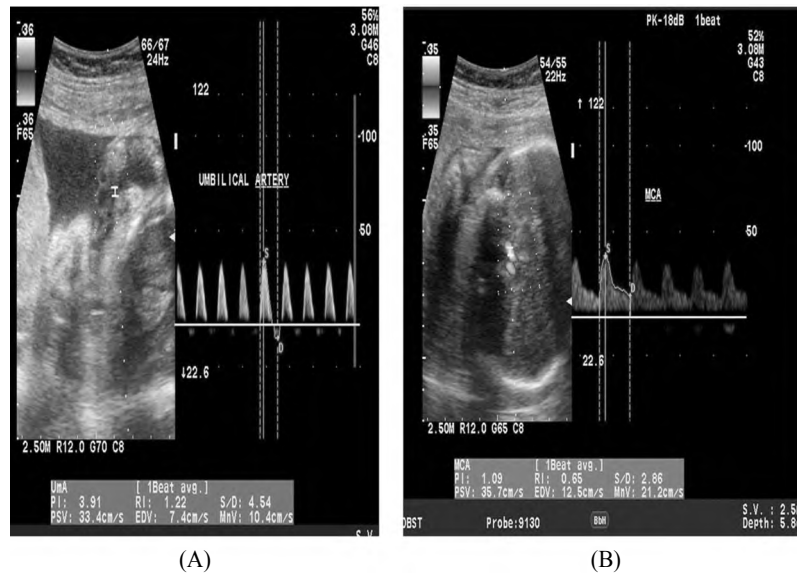 56%
3.08M
G46
C8
66/67
24Hz
.36
.36
F65
122
100
UMBILICAL ARTERY
50
S
D
↓22.6
2.50M R12.0 G70 C8
UmA [ 1Beat avg.]
PI: 3.91 RI: 1.22 S/D: 4.54
PSV: 33.4cm/s EDV: 7.4cm/s MnV: 10.4cm/s
(A)
PK-18dB 1beat
52%
3.08M
G43
C8
54/55
22Hz
.35
.35
F65
↑ 122
100
MCA
50
S
D
22.6
2.50M R12.0 G65 C8
MCA [ 1Beat avg.]
PI: 1.09 RI: 0.65 S/D: 2.86
PSV: 35.7cm/s EDV: 12.5cm/s MnV: 21.2cm/s
Probe:9130
Depth: 5.8
(B)